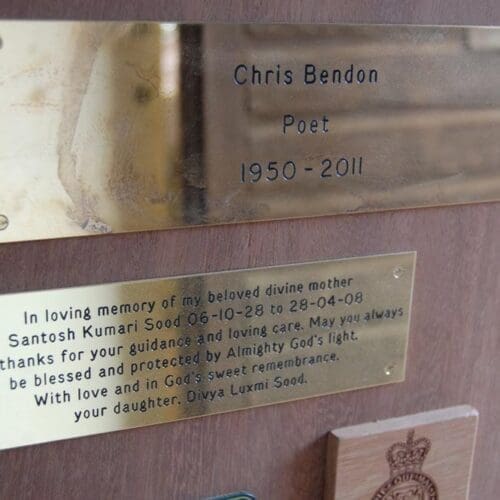 Chris Bendon
Poet
1950 - 2011
In loving memory of my beloved divine mother
Santosh Kumari Sood 06-10-28 to 28-04-08
thanks for your guidance and loving care. May you always
be blessed and protected by Almighty God's light.
With love and in God's sweet remembrance.
your daughter, Divya Luxmi Sood.